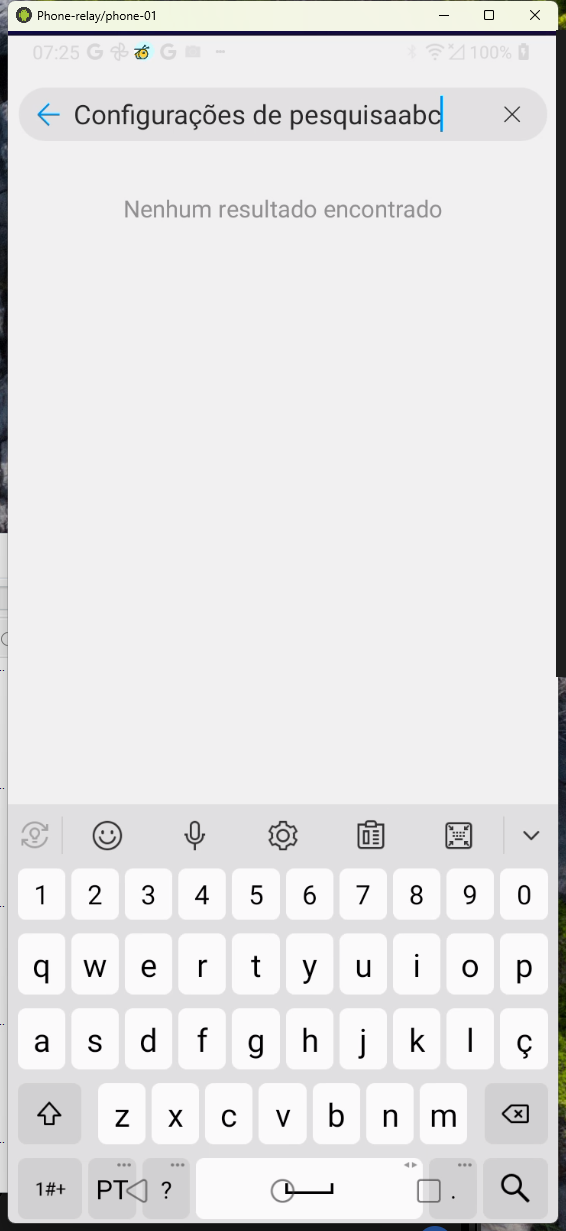 Phone-relay/phone-01
07:25 100%
Configurações de pesquisaabc
Nenhum resultado encontrado
1 2 3 4 5 6 7 8 9 0
q w e r t y u i o p
a s d f g h j k l ç
z x c v b n m
1#+ PT ? .